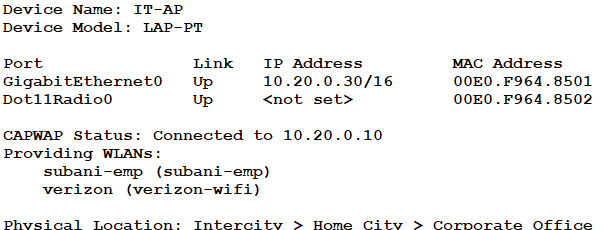 Device Name: IT-AP
Device Model: LAP-PT
Port Link IP Address MAC Address
GigabitEthernet0 Up 10.20.0.30/16 00E0.F964.8501
Dot11Radio0 Up <not set> 00E0.F964.8502
CAPWAP Status: Connected to 10.20.0.10
Providing WLANs:
subani-emp (subani-emp)
verizon (verizon-wifi)
Physical Location: Intercity > Home City > Corporate Office